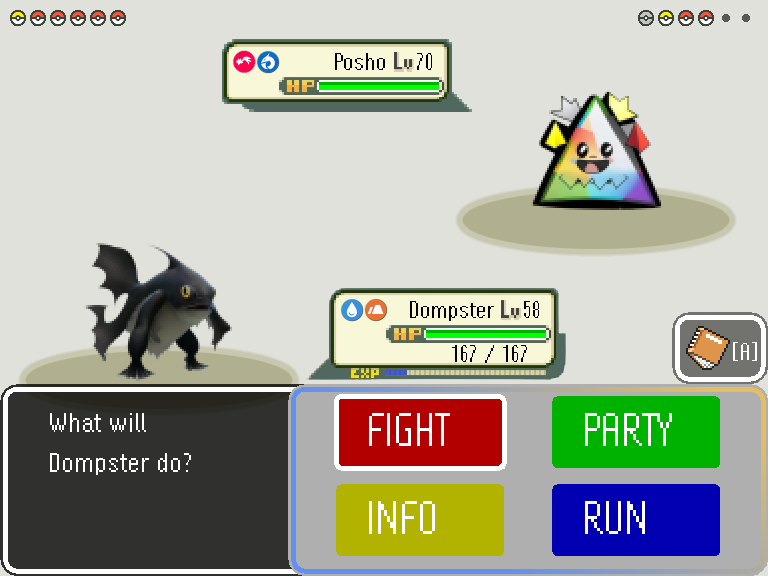 Posho Lv70
HP
Dompster Lv58
HP
167 / 167
EXP
[A]
What will
Dompster do?
FIGHT
PARTY
INFO
RUN